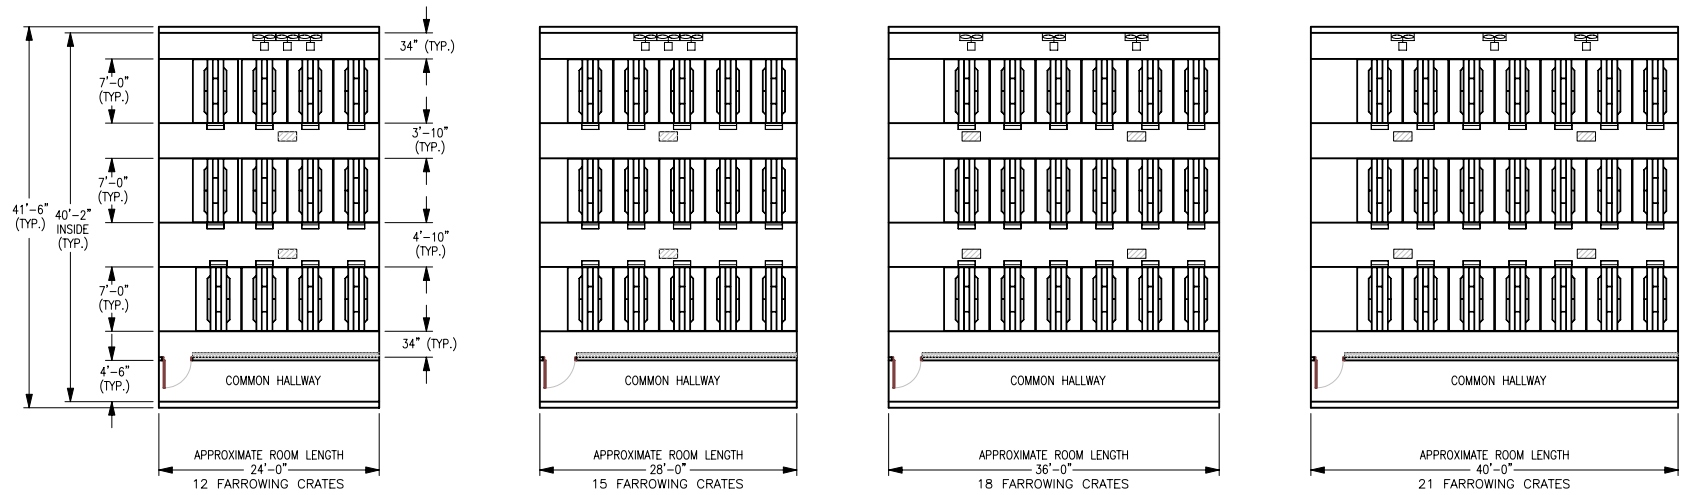 41'-6"
(TYP.)
40'-2"
INSIDE
(TYP.)
7'-0"
(TYP.)
7'-0"
(TYP.)
7'-0"
(TYP.)
4'-6"
(TYP.)
34" (TYP.)
3'-10"
(TYP.)
4'-10"
(TYP.)
34" (TYP.)
COMMON HALLWAY
APPROXIMATE ROOM LENGTH
24'-0"
12 FARROWING CRATES
COMMON HALLWAY
APPROXIMATE ROOM LENGTH
28'-0"
15 FARROWING CRATES
COMMON HALLWAY
APPROXIMATE ROOM LENGTH
36'-0"
18 FARROWING CRATES
COMMON HALLWAY
APPROXIMATE ROOM LENGTH
40'-0"
21 FARROWING CRATES